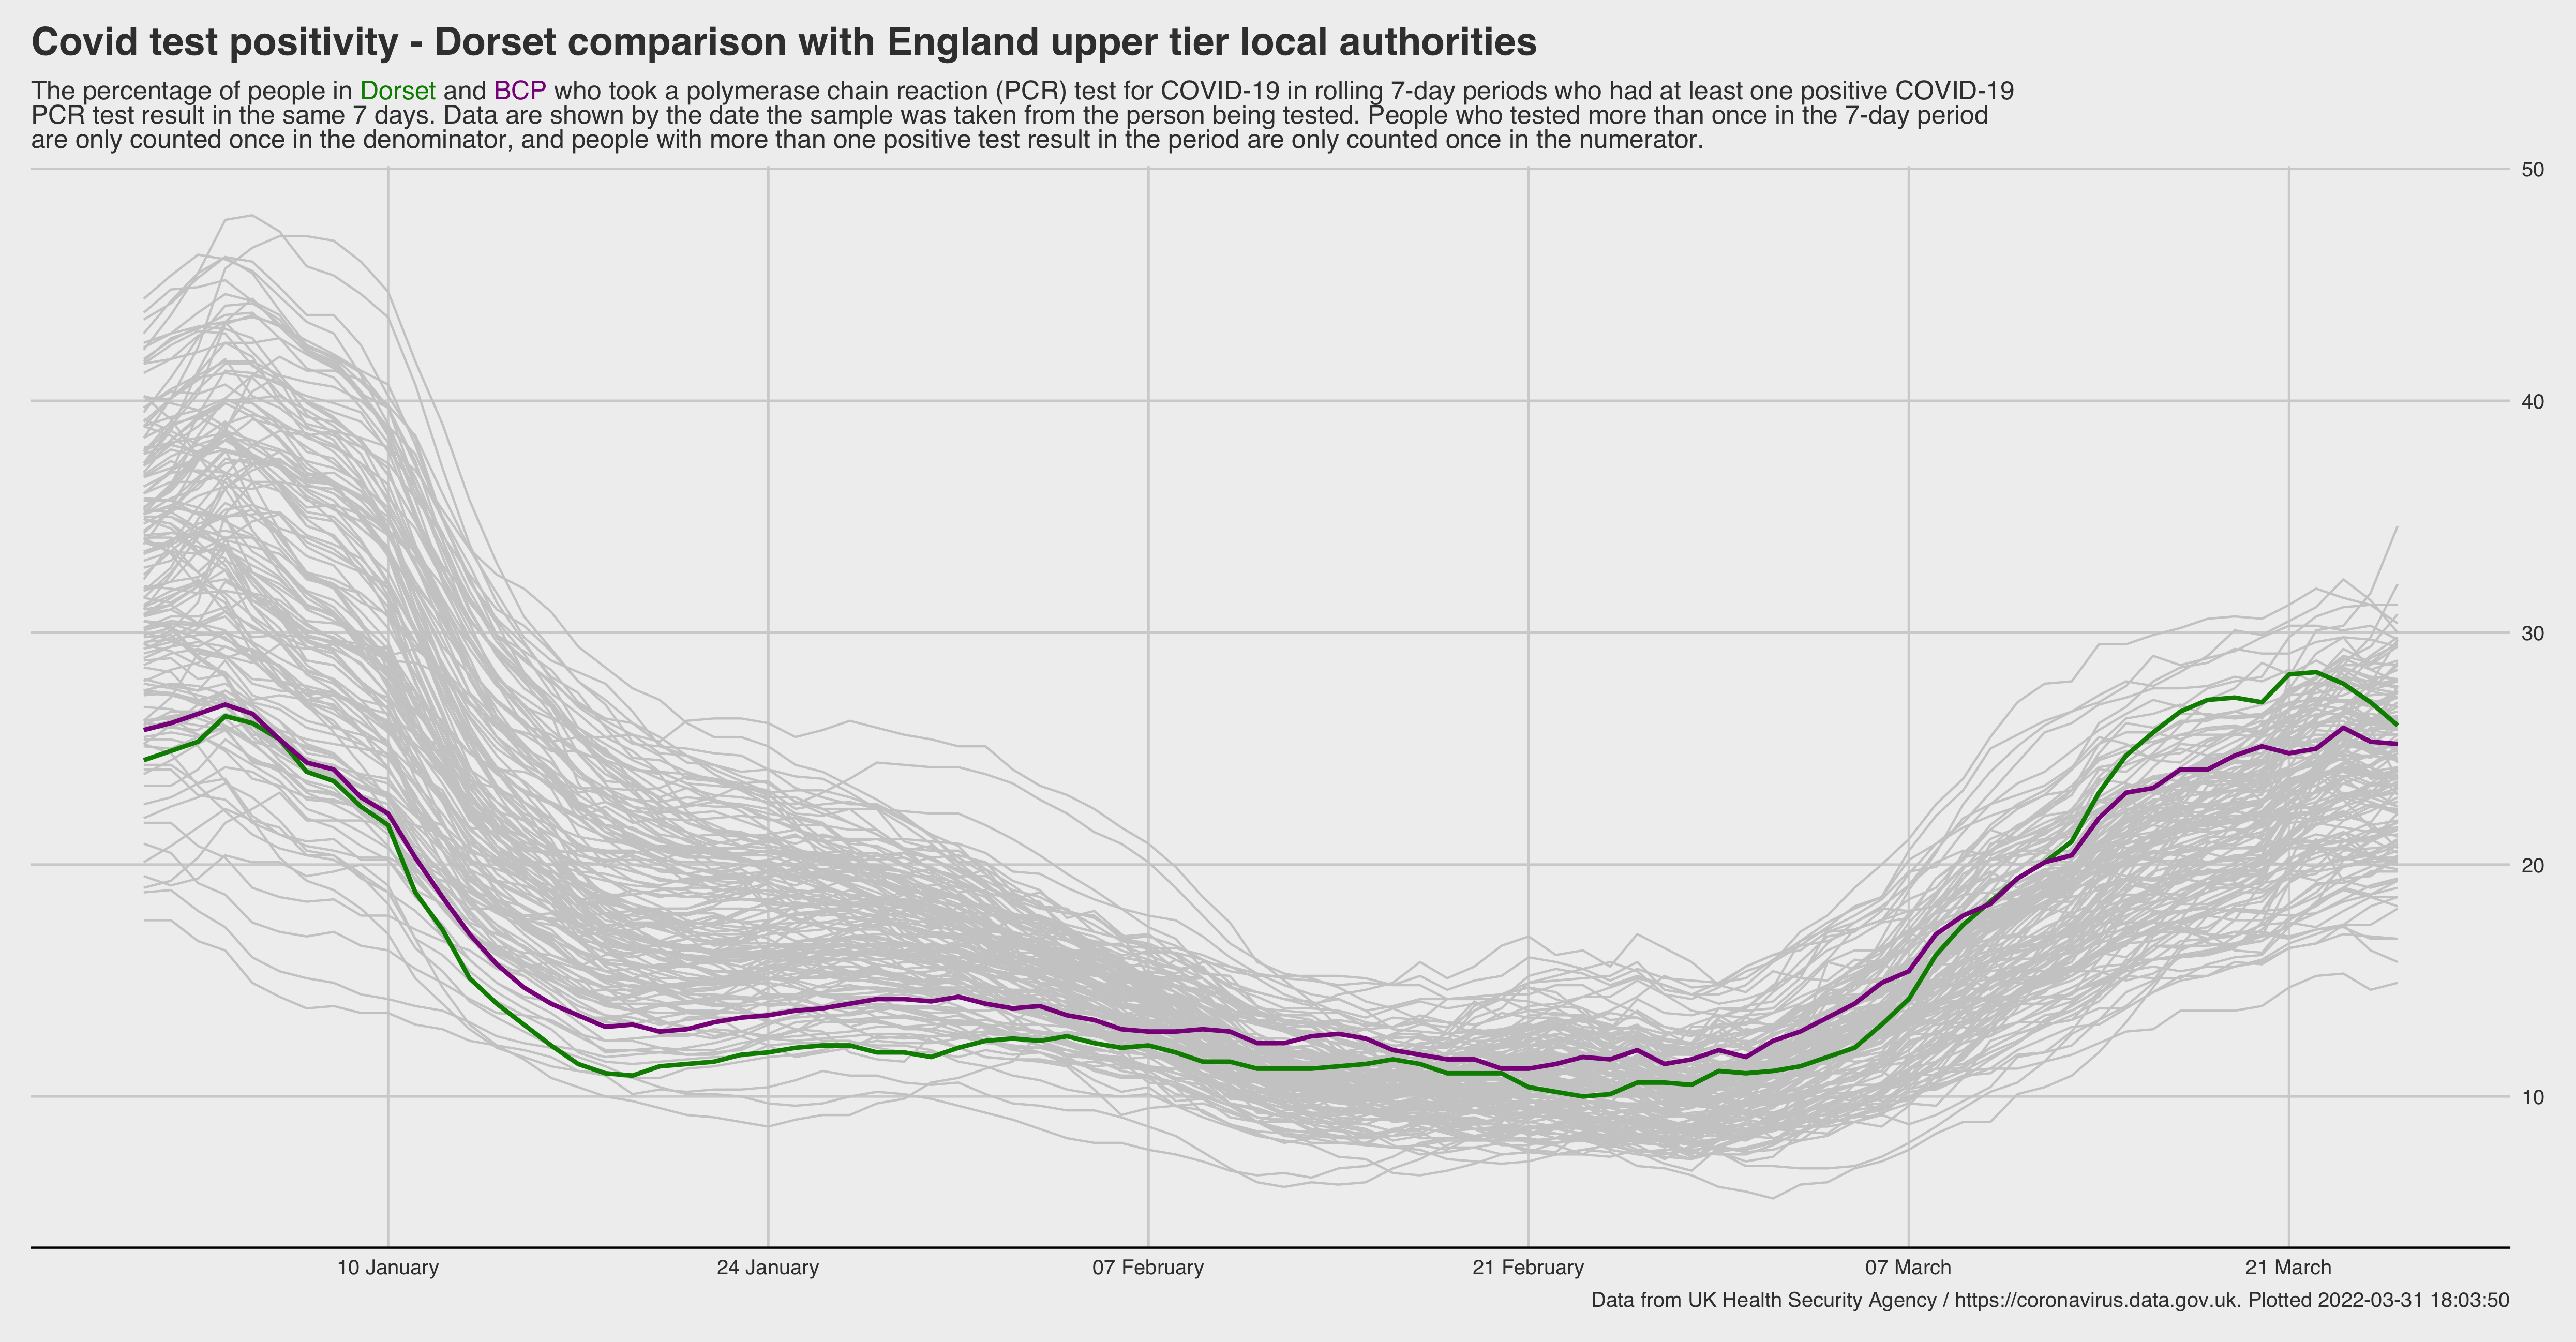 Covid test positivity - Dorset comparison with England upper tier local authorities
The percentage of people in Dorset and BCP who took a polymerase chain reaction (PCR) test for COVID-19 in rolling 7-day periods who had at least one positive COVID-19
PCR test result in the same 7 days. Data are shown by the date the sample was taken from the person being tested. People who tested more than once in the 7-day period
are only counted once in the denominator, and people with more than one positive test result in the period are only counted once in the numerator.
50
40
30
20
10
10 January
24 January
07 February
21 February
07 March
21 March
Data from UK Health Security Agency / https://coronavirus.data.gov.uk. Plotted 2022-03-31 18:03:50